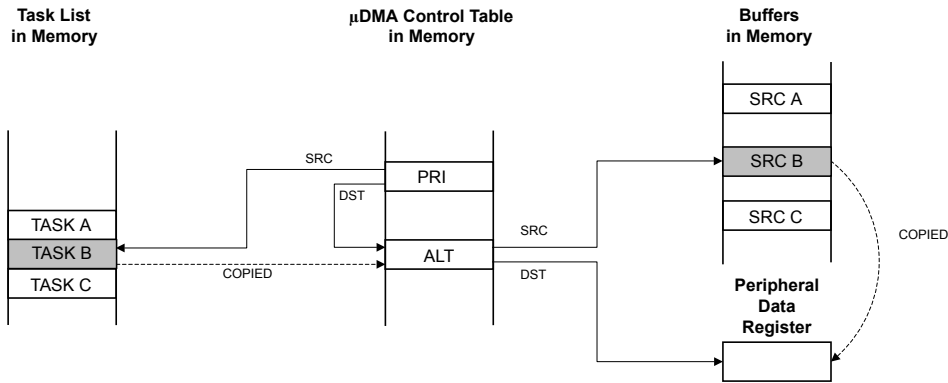 Task List
in Memory
µDMA Control Table
in Memory
Buffers
in Memory
SRC A
SRC
SRC B
PRI
DST
TASK A
SRC C
SRC
COPIED
TASK B
ALT
COPIED
DST
TASK C
Peripheral
Data
Register